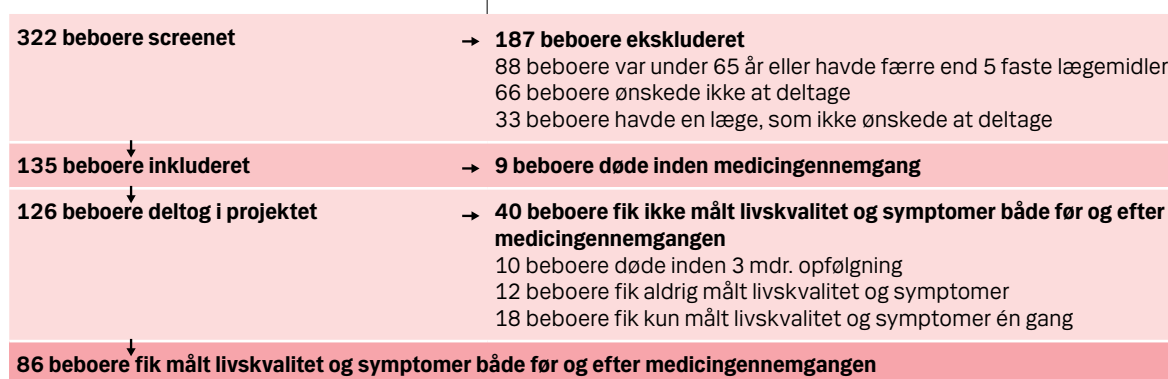 322 beboere screenet → 187 beboere ekskluderet
88 beboere var under 65 år eller havde færre end 5 faste lægemidler
66 beboere ønskede ikke at deltage
33 beboere havde en læge, som ikke ønskede at deltage
135 beboere inkluderet → 9 beboere døde inden medicingennemgang
126 beboere deltog i projektet → 40 beboere fik ikke målt livskvalitet og symptomer både før og efter
medicingennemgangen
10 beboere døde inden 3 mdr. opfølgning
12 beboere fik aldrig målt livskvalitet og symptomer
18 beboere fik kun målt livskvalitet og symptomer én gang
86 beboere fik målt livskvalitet og symptomer både før og efter medicingennemgangen